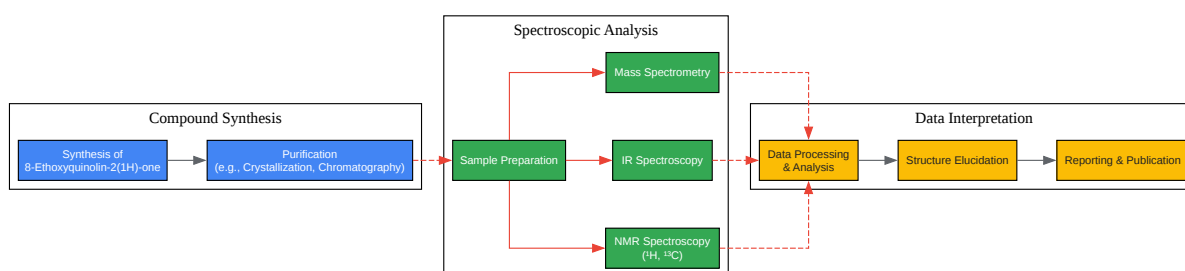 Spectroscopic Analysis
Mass Spectrometry
Compound Synthesis
Data Interpretation
Synthesis of
8-Ethoxyquinolin-2(1H)-one
Purification
(e.g., Crystallization, Chromatography)
Sample Preparation
IR Spectroscopy
Data Processing
& Analysis
Structure Elucidation
Reporting & Publication
NMR Spectroscopy
(¹H, ¹³C)